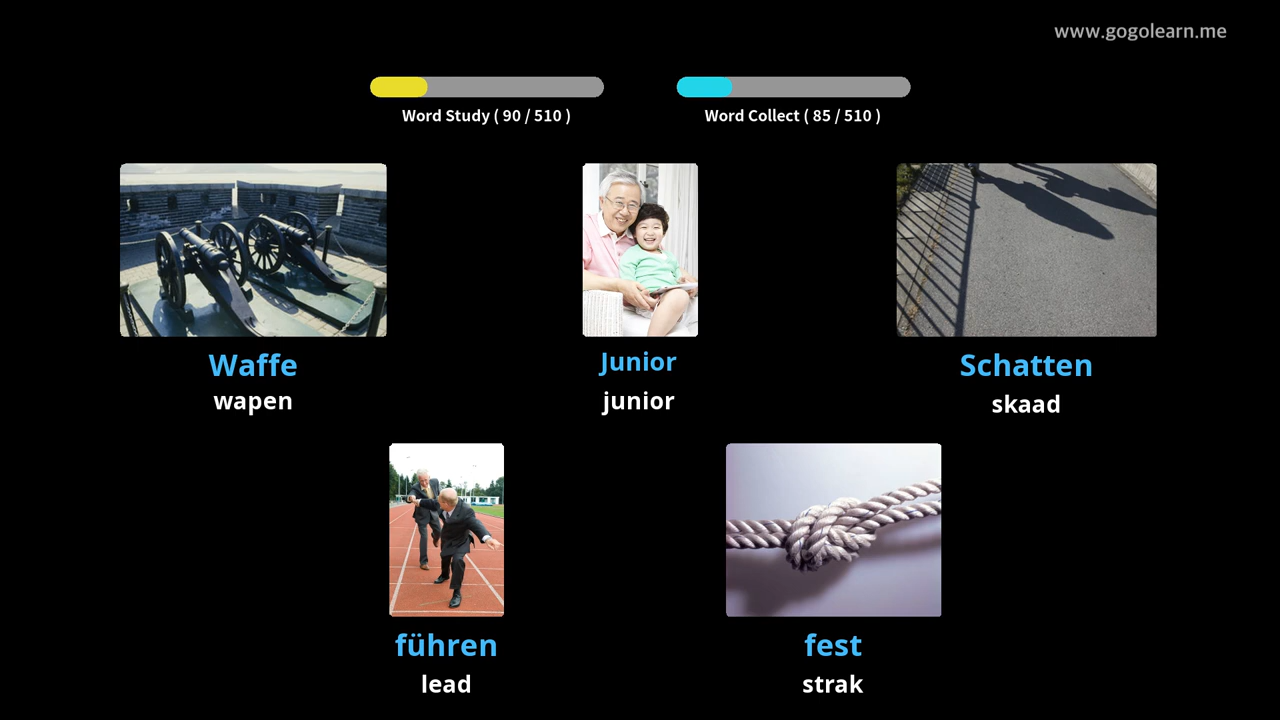 www.gogolearn.me
Word Study ( 90 / 510 )
Word Collect ( 85 / 510 )
Waffe
wapen
Junior
junior
Schatten
skaad
führen
lead
fest
strak